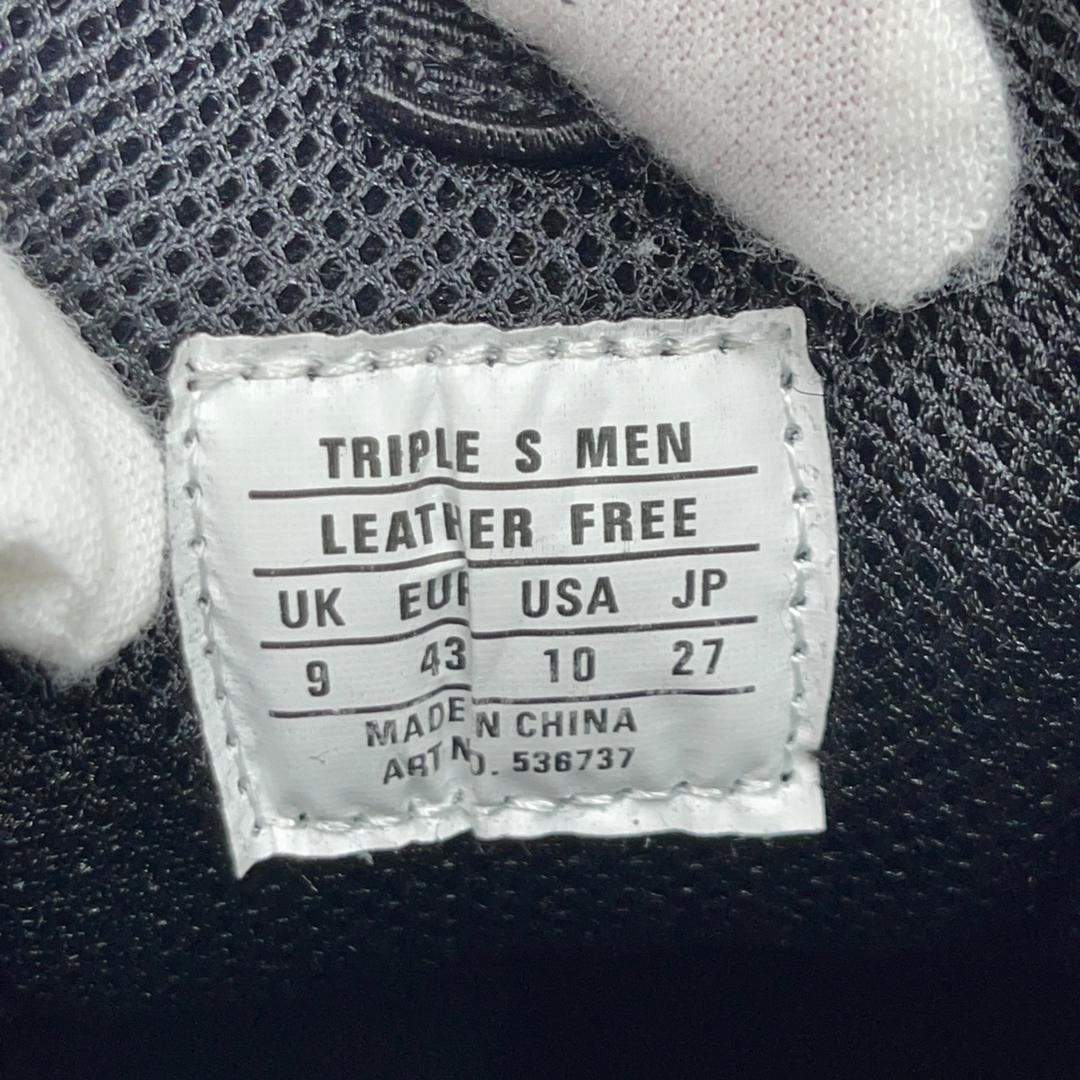 TRIPLE S MEN
LEATHER FREE
UK EUR USA JP
9 43 10 27
MADE IN CHINA
ART NO. 536737